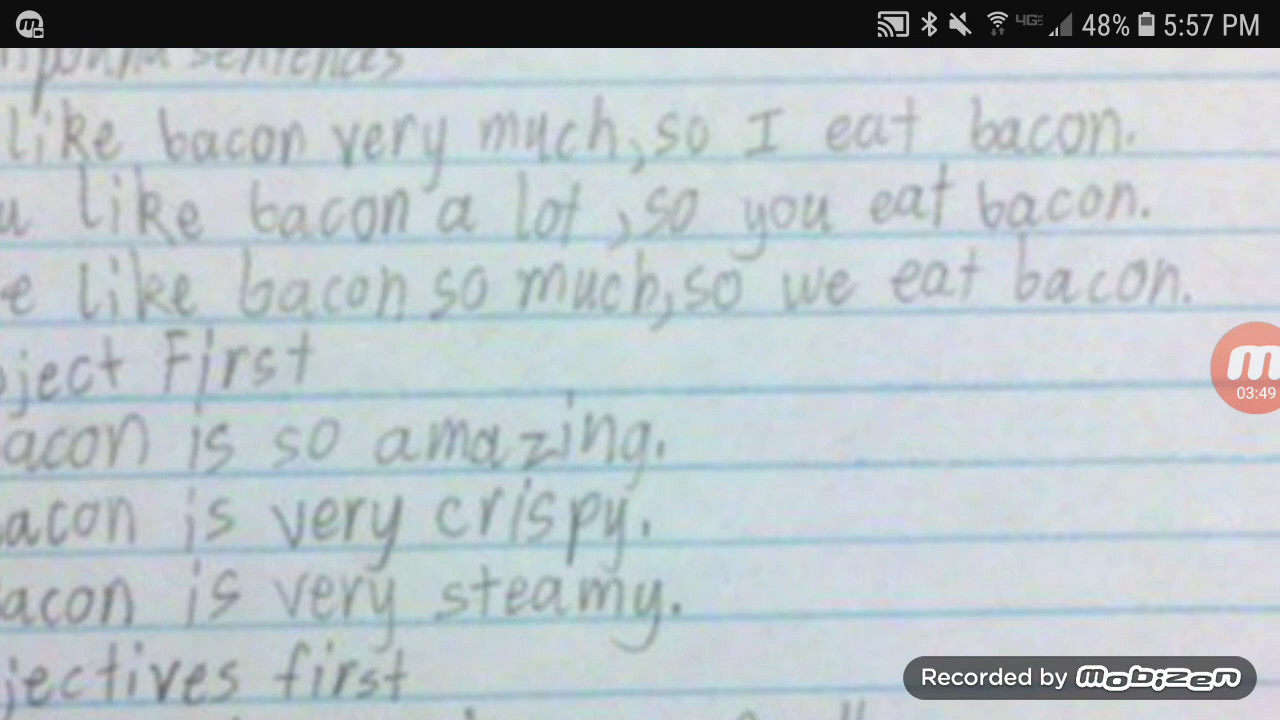 48% 5:57 PM
sentences
like bacon very much, so I eat bacon.
u like bacon a lot, so you eat bacon.
e like bacon so much, so we eat bacon.
ject First
acon is so amazing.
acon is very crispy.
acon is very steamy.
jectives first
03:49
Recorded by mobizen